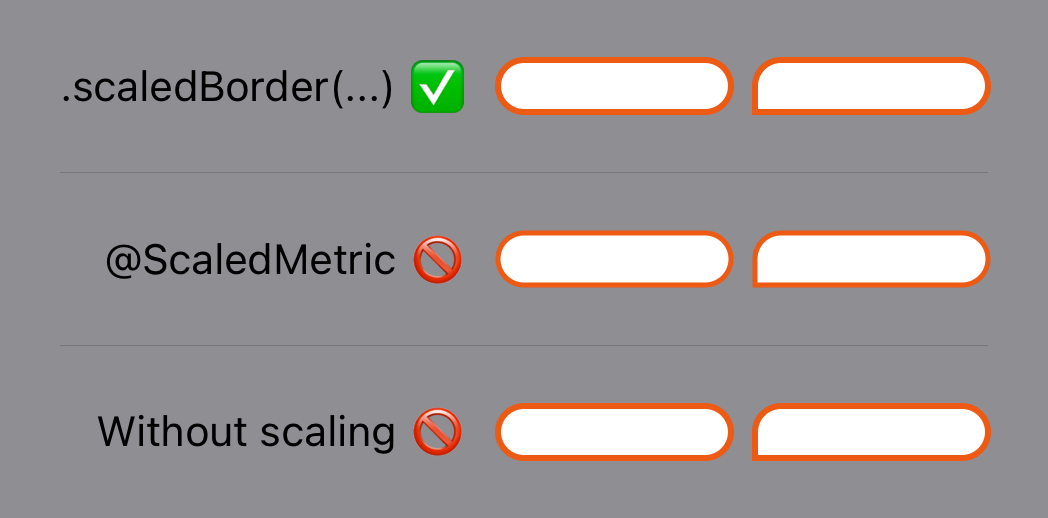 .scaledBorder(...) ✅
@ScaledMetric 🚫
Without scaling 🚫